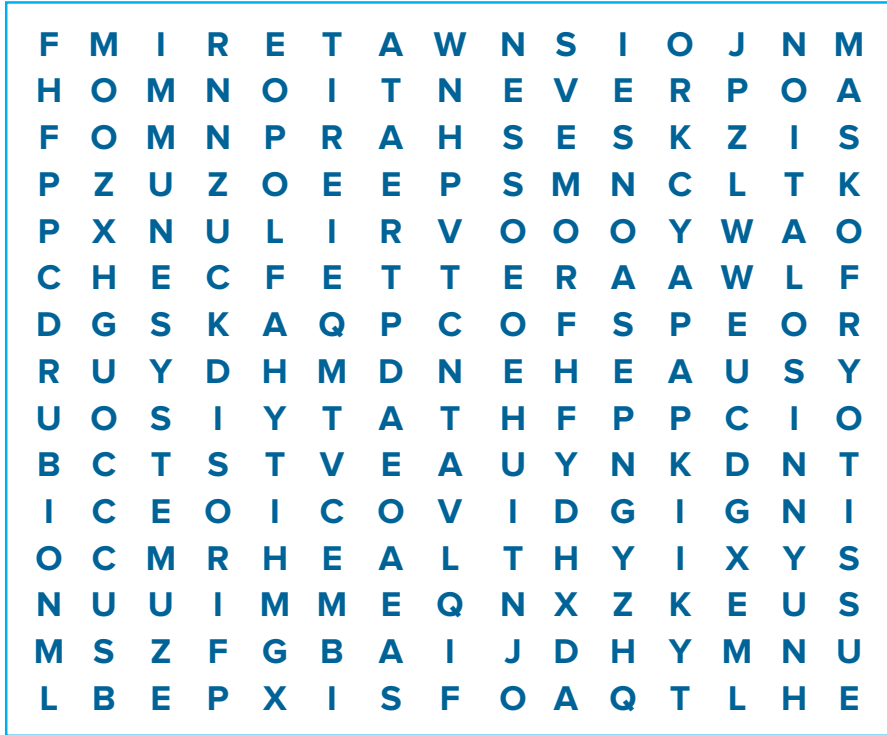 F M I R E T A W N S I O J N M
H O M N O I T N E V E R P O A
F O M N P R A H S E S K Z I S
P Z U Z O E E P S M N C L T K
P X N U L I R V O O O Y W A O
C H E C F E T T E R A A W L F
D G S K A Q P C O F S P E O R
R U Y D H M D N E H E A U S Y
U O S I Y T A T H F P P C I O
B C T S T V E A U Y N K D N T
I C E O I C O V I D G I G N I
O C M R H E A L T H Y I X Y S
N U U I M M E Q N X Z K E U S
M S Z F G B A I J D H Y M N U
L B E P X I S F O A Q T L H E